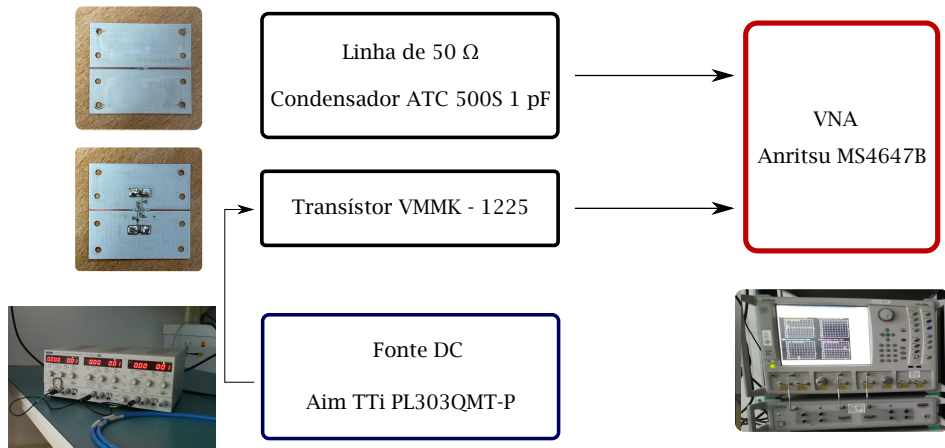 Linha de 50 Ω
Condensador ATC 500S 1 pF
VNA
Anritsu MS4647B
Transístor VMMK - 1225
Fonte DC
Aim TTi PL303QMT-P